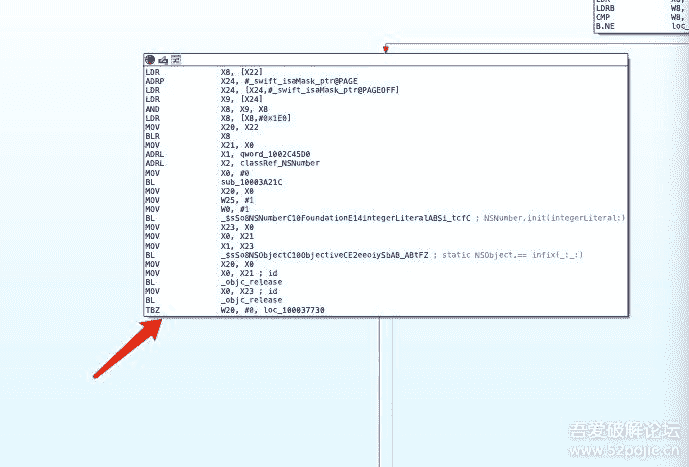 LDRB W8,
CMP W8,
B.NE loc_
LDR X8, [X22]
ADRP X24, #_swift_isaMask_ptr@PAGE
LDR X24, [X24,#_swift_isaMask_ptr@PAGEOFF]
LDR X9, [X24]
AND X8, X9, X8
LDR X8, [X8,#0x1E0]
MOV X20, X22
BLR X8
MOV X21, X0
ADRL X1, qword_1002C45D0
ADRL X2, classRef_NSNumber
MOV X0, #0
BL sub_10003A21C
MOV X20, X0
MOV W25, #1
MOV W0, #1
BL _$sSo8NSNumberC10FoundationE14integerLiteralABSi_tcfC ; NSNumber.init(integerLiteral:)
MOV X23, X0
MOV X0, X21
MOV X1, X23
BL _$sSo8NSObjectC10ObjectiveCE2eeoiySbAB_ABtFZ ; static NSObject.== infix(_:_:)
MOV X20, X0
MOV X0, X21 ; id
BL _objc_release
MOV X0, X23 ; id
BL _objc_release
TBZ W20, #0, loc_100037730
吾爱破解论坛
www.52pojie.cn